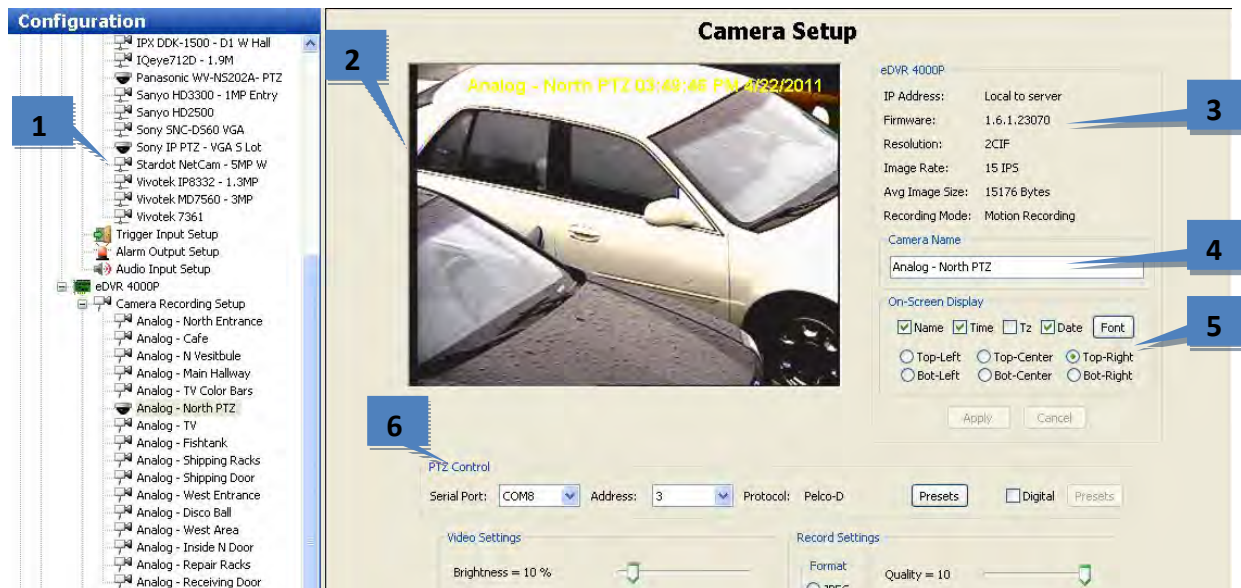 Configuration
IPX DDK-1500 - D1 W Hall
IQeye712D - 1.9M
Panasonic WV-NS202A- PTZ
Sanyo HD3300 - 1MP Entry
Sanyo HD2500
Sony SNC-DS60 VGA
Sony IP PTZ - VGA S Lot
Stardot NetCam - 5MP W
Vivotek IP8332 - 1.3MP
Vivotek MD7560 - 3MP
Vivotek 7361
Trigger Input Setup
Alarm Output Setup
Audio Input Setup
eDVR 4000P
Camera Recording Setup
Analog - North Entrance
Analog - Cafe
Analog - N Vesitbule
Analog - Main Hallway
Analog - TV Color Bars
Analog - North PTZ
Analog - TV
Analog - Fishtank
Analog - Shipping Racks
Analog - Shipping Door
Analog - West Entrance
Analog - Disco Ball
Analog - West Area
Analog - Inside N Door
Analog - Repair Racks
Analog - Receiving Door
1
Camera Setup
2
Analog - North PTZ 03:49:46 PM 4/22/2011
eDVR 4000P
IP Address: Local to server
Firmware: 1.6.1.23070
Resolution: 2CIF
Image Rate: 15 IPS
Avg Image Size: 15176 Bytes
Recording Mode: Motion Recording
3
Camera Name
Analog - North PTZ
4
On-Screen Display
Name Time Tz Date Font
Top-Left Top-Center Top-Right
Bot-Left Bot-Center Bot-Right
5
Apply Cancel
6
PTZ Control
Serial Port: COM8 Address: 3 Protocol: Pelco-D Presets Digital Presets
Video Settings
Brightness = 10 %
Record Settings
Format
JPEG
Quality = 10